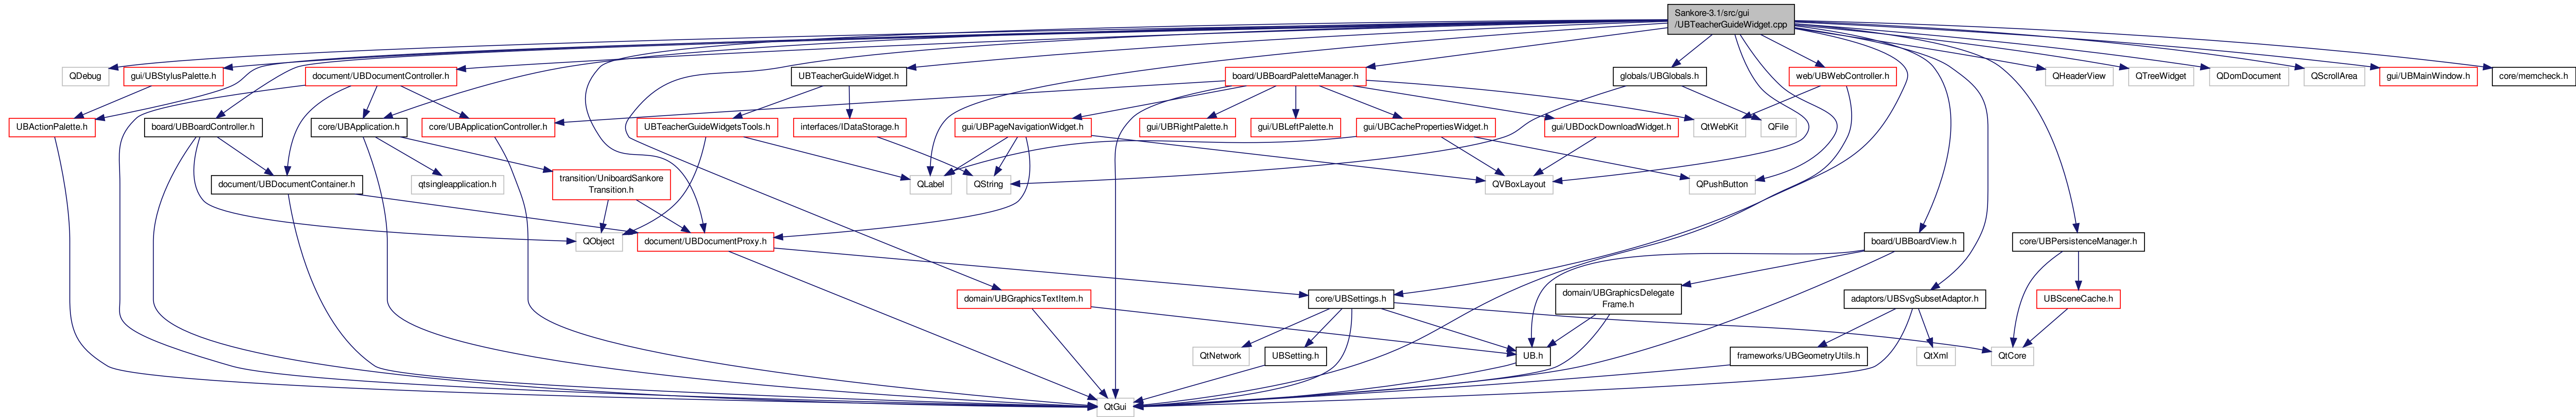 Sankore-3.1/src/gui
/UBTeacherGuideWidget.cpp
QDebug
gui/UBStylusPalette.h
document/UBDocumentController.h
UBTeacherGuideWidget.h
board/UBBoardPaletteManager.h
globals/UBGlobals.h
web/UBWebController.h
QHeaderView
QTreeWidget
QDomDocument
QScrollArea
gui/UBMainWindow.h
core/memcheck.h
UBActionPalette.h
board/UBBoardController.h
core/UBApplication.h
core/UBApplicationController.h
UBTeacherGuideWidgetsTools.h
interfaces/IDataStorage.h
gui/UBPageNavigationWidget.h
gui/UBRightPalette.h
gui/UBLeftPalette.h
gui/UBCachePropertiesWidget.h
gui/UBDockDownloadWidget.h
QtWebKit
QFile
document/UBDocumentContainer.h
qtsingleapplication.h
transition/UniboardSankore
Transition.h
QLabel
QString
QVBoxLayout
QPushButton
QObject
document/UBDocumentProxy.h
board/UBBoardView.h
core/UBPersistenceManager.h
domain/UBGraphicsTextItem.h
core/UBSettings.h
domain/UBGraphicsDelegate
Frame.h
adaptors/UBSvgSubsetAdaptor.h
UBSceneCache.h
QtNetwork
UBSetting.h
UB.h
frameworks/UBGeometryUtils.h
QtXml
QtCore
QtGui